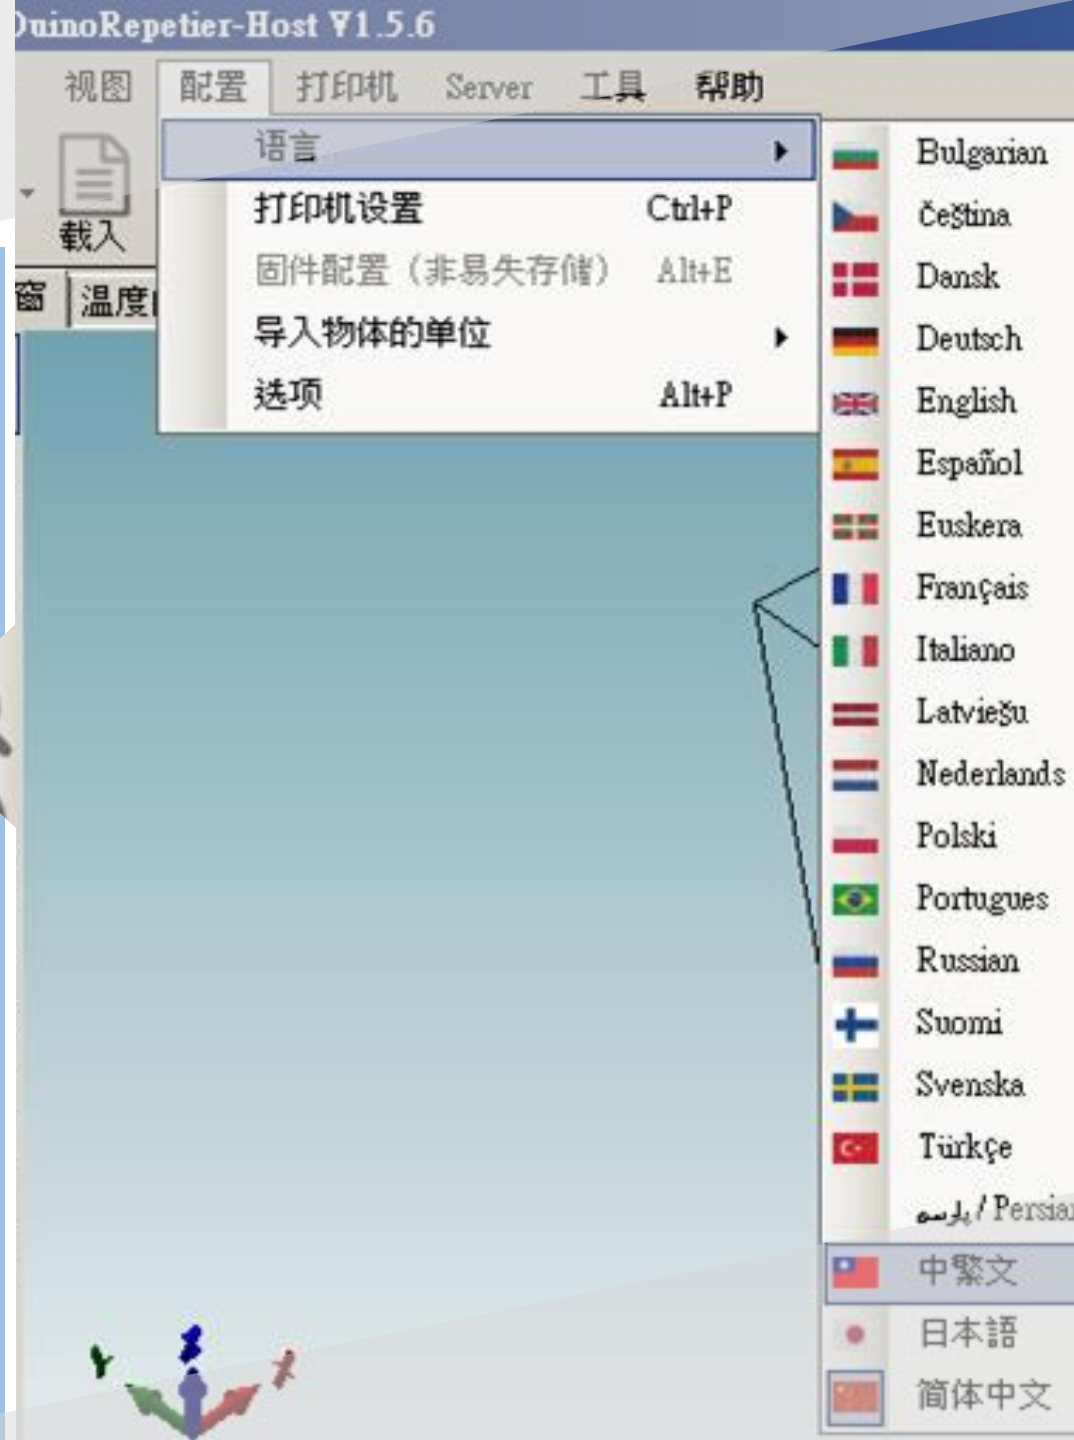 DuinoRepetier-Host V1.5.6
视图 配置 打印机 Server 工具 帮助
载入
窗 温度
语言
打印机设置 Ctrl+P
固件配置（非易失存储） Alt+E
导入物体的单位
选项 Alt+P
Bulgarian
Čeština
Dansk
Deutsch
English
Español
Euskera
Français
Italiano
Latviešu
Nederlands
Polski
Portugues
Russian
Suomi
Svenska
Türkçe
/ Persian
中繁文
日本語
简体中文
Y Z X